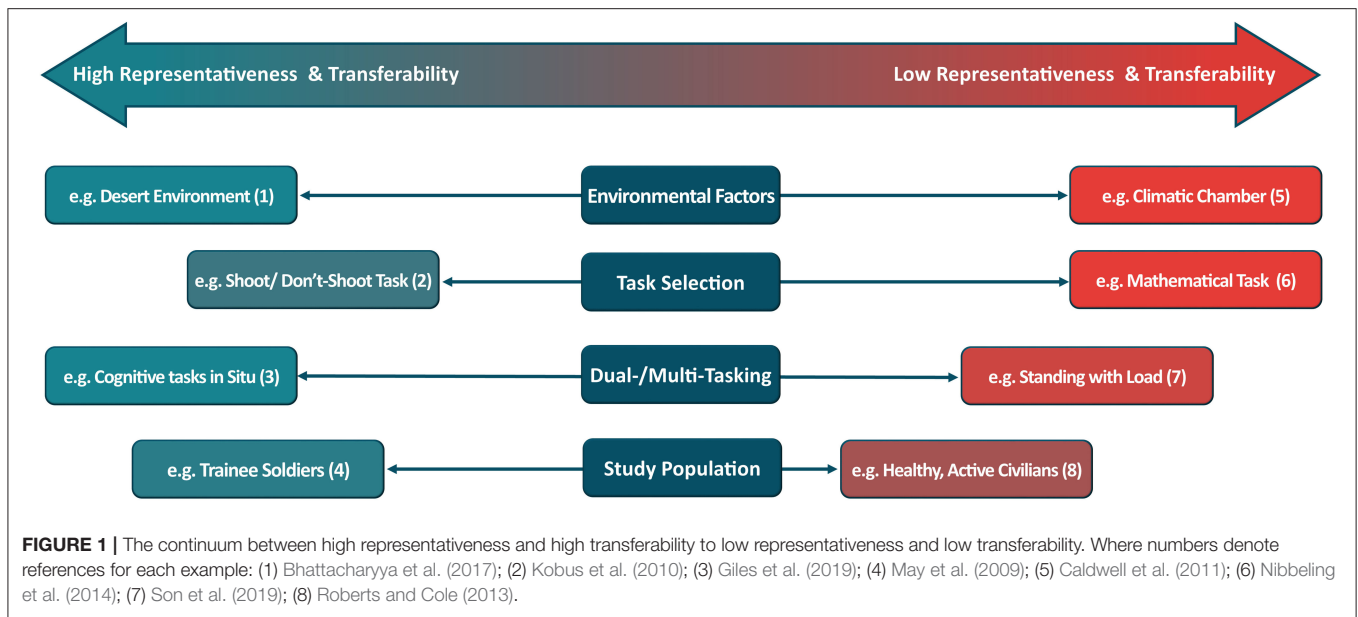 High Representativeness & Transferability
Low Representativeness & Transferability
e.g. Desert Environment (1)
Environmental Factors
e.g. Climatic Chamber (5)
e.g. Shoot/ Don't-Shoot Task (2)
Task Selection
e.g. Mathematical Task (6)
e.g. Cognitive tasks in Situ (3)
Dual-/Multi-Tasking
e.g. Standing with Load (7)
e.g. Trainee Soldiers (4)
Study Population
e.g. Healthy, Active Civilians (8)
FIGURE 1 | The continuum between high representativeness and high transferability to low representativeness and low transferability. Where numbers denote
references for each example: (1) Bhattacharyya et al. (2017); (2) Kobus et al. (2010); (3) Giles et al. (2019); (4) May et al. (2009); (5) Caldwell et al. (2011); (6) Nibbeling
et al. (2014); (7) Son et al. (2019); (8) Roberts and Cole (2013).